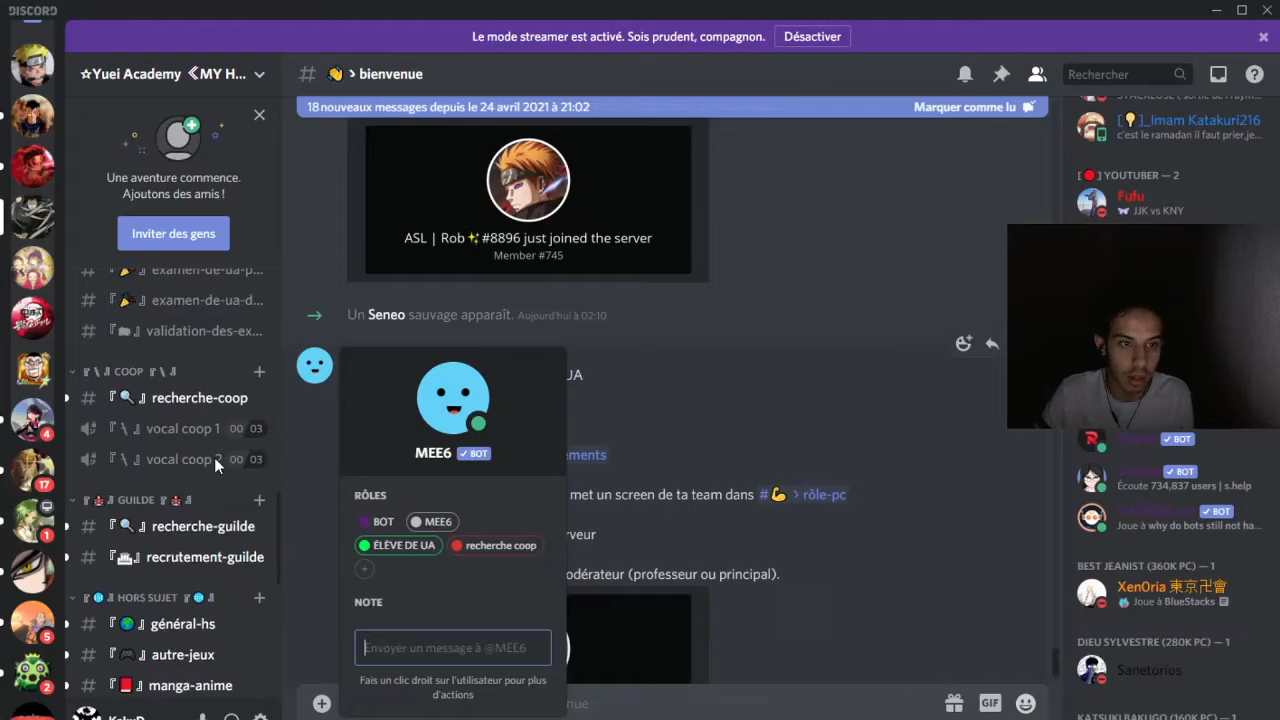 DISCORD
Le mode streamer est activé. Sois prudent, compagnon.
Désactiver
☆Yuei Academy 《MY H...
Une aventure commence.
Ajoutons des amis !
Inviter des gens
examen-de-ua-p...
examen-de-ua-d...
validation-des-ex...
COOP
recherche-coop
vocal coop 1 00 03
vocal coop 2 00 03
GUILDE
recherche-guilde
recrutement-guilde
HORS SUJET
général-hs
autre-jeux
manga-anime
4
17
1
5
2
# 👋 › bienvenue
Rechercher
18 nouveaux messages depuis le 24 avril 2021 à 21:02
Marquer comme lu
ASL | Rob✨#8896 just joined the server
Member #745
Un Seneo sauvage apparaît. Aujourd'hui à 02:10
MEE6 ✓ BOT
RÔLES
BOT MEE6
ÉLÈVE DE UA recherche coop
NOTE
Envoyer un message à @MEE6
Fais un clic droit sur l'utilisateur pour plus
d'actions
UA
ements
met un screen de ta team dans # 💪 › rôle-pc
rveur
odérateur (professeur ou principal).
nue
GIF
[💡]_Imam Katakuri216
c'est le ramadan il faut prier,je...
[🔴] YOUTUBER — 2
Fufu
JJK vs KNY
✓ BOT
✓ BOT
Écoute 734,837 users | s.help
✓ BOT
Joue à why do bots still not ha...
BEST JEANIST (360K PC) — 1
Xen0ria 東京卍會
Joue à BlueStacks
DIEU SYLVESTRE (280K PC) — 1
Sanetorios
KATSUKI BAKUGO